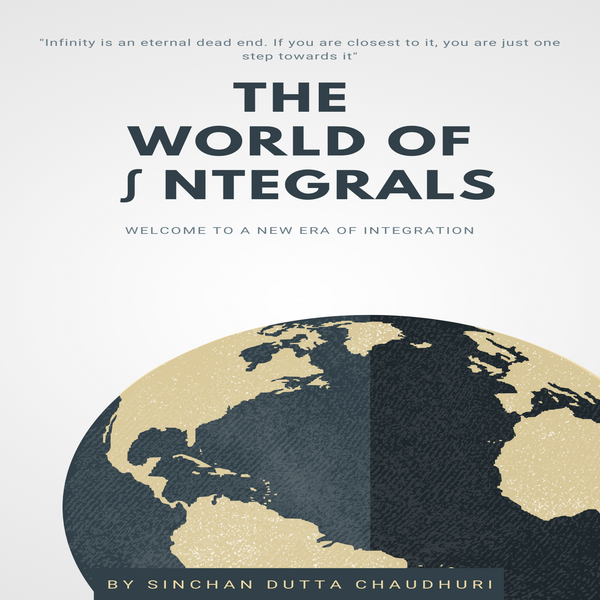 "Infinity is an eternal dead end. If you are closest to it, you are just one
step towards it"
THE
WORLD OF
∫ NTEGRALS
WELCOME TO A NEW ERA OF INTEGRATION
BY SINCHAN DUTTA CHAUDHURI